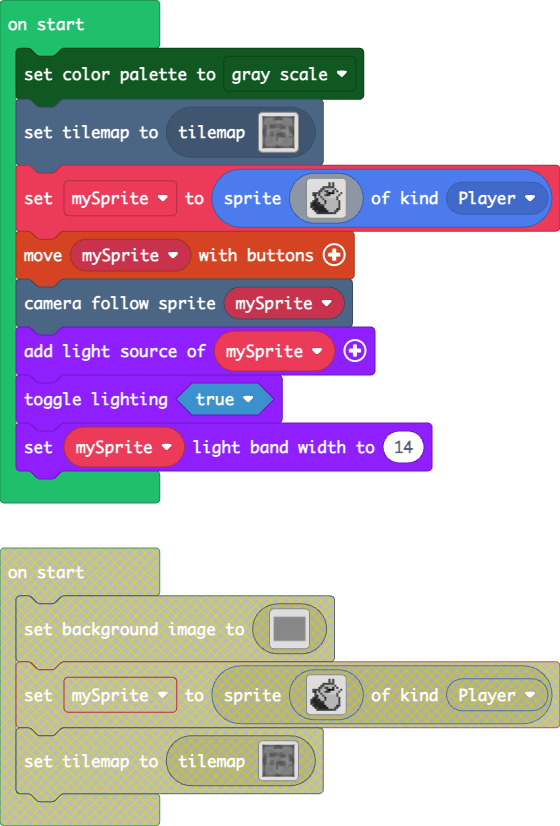 on start
set color palette to gray scale
set tilemap to tilemap
set mySprite to sprite of kind Player
move mySprite with buttons
camera follow sprite mySprite
add light source of mySprite
toggle lighting true
set mySprite light band width to 14
on start
set background image to
set mySprite to sprite of kind Player
set tilemap to tilemap